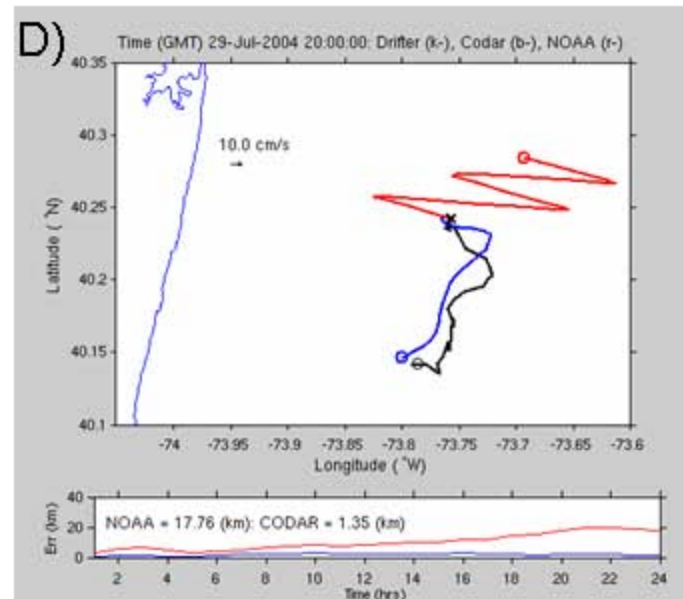 D)
Time (GMT) 29-Jul-2004 20:00:00: Drifter (k-), Codar (b-), NOAA (r-)
40.35
40.3
10.0 cm/s
40.25
Latitude (°N)
40.2
40.15
40.1
-74 -73.95 -73.9 -73.85 -73.8 -73.75 -73.7 -73.65 -73.6
Longitude (°W)
40
NOAA = 17.76 (km): CODAR = 1.35 (km)
Err (km)
20
0
2 4 6 8 10 12 14 16 18 20 21 22 24
Time (hrs)